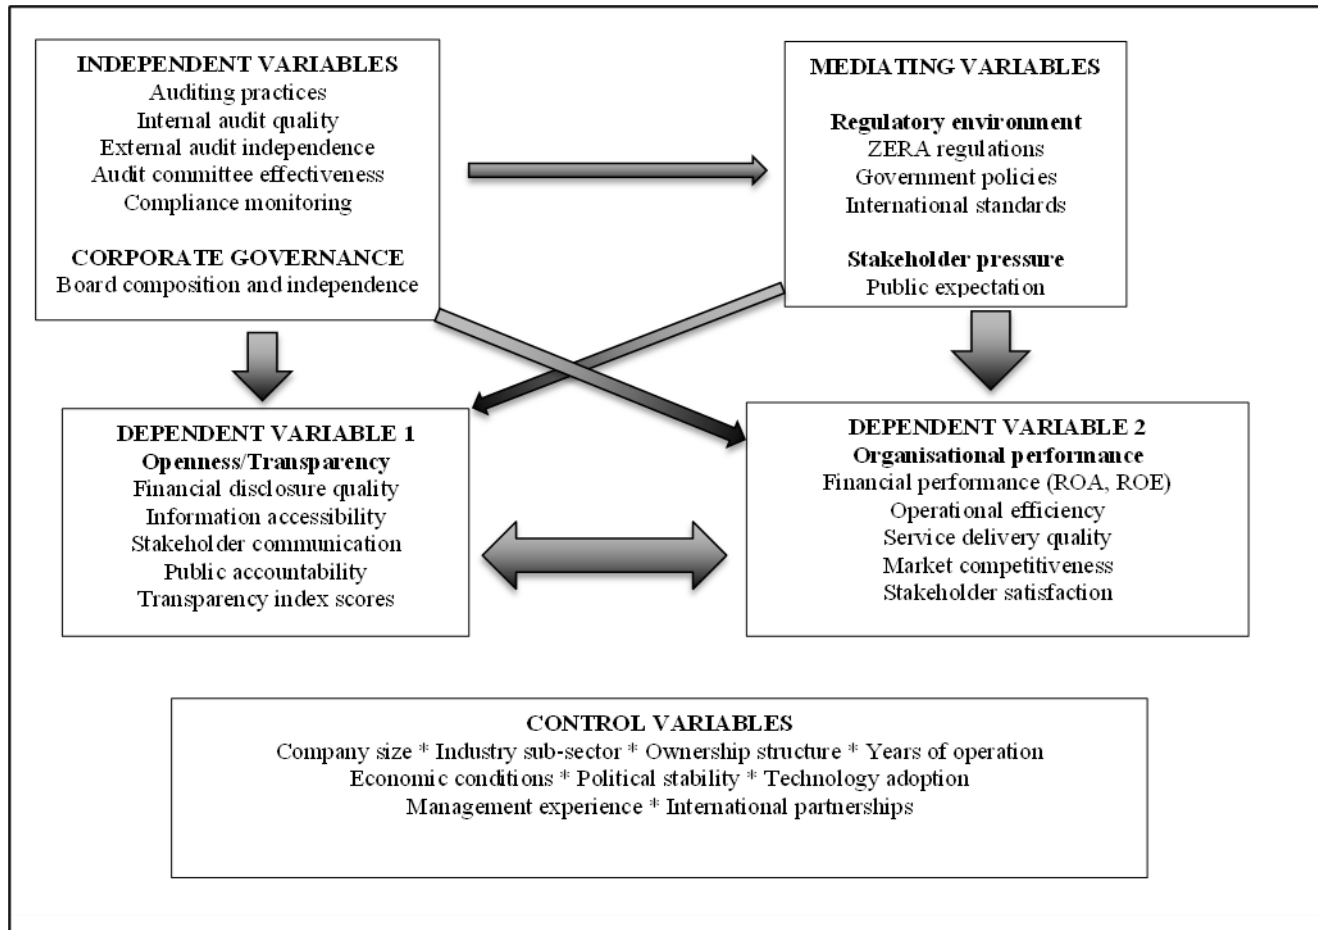 INDEPENDENT VARIABLES
Auditing practices
Internal audit quality
External audit independence
Audit committee effectiveness
Compliance monitoring
CORPORATE GOVERNANCE
Board composition and independence
MEDIATING VARIABLES
Regulatory environment
ZERA regulations
Government policies
International standards
Stakeholder pressure
Public expectation
DEPENDENT VARIABLE 1
Openness/Transparency
Financial disclosure quality
Information accessibility
Stakeholder communication
Public accountability
Transparency index scores
DEPENDENT VARIABLE 2
Organisational performance
Financial performance (ROA, ROE)
Operational efficiency
Service delivery quality
Market competitiveness
Stakeholder satisfaction
CONTROL VARIABLES
Company size * Industry sub-sector * Ownership structure * Years of operation
Economic conditions * Political stability * Technology adoption
Management experience * International partnerships